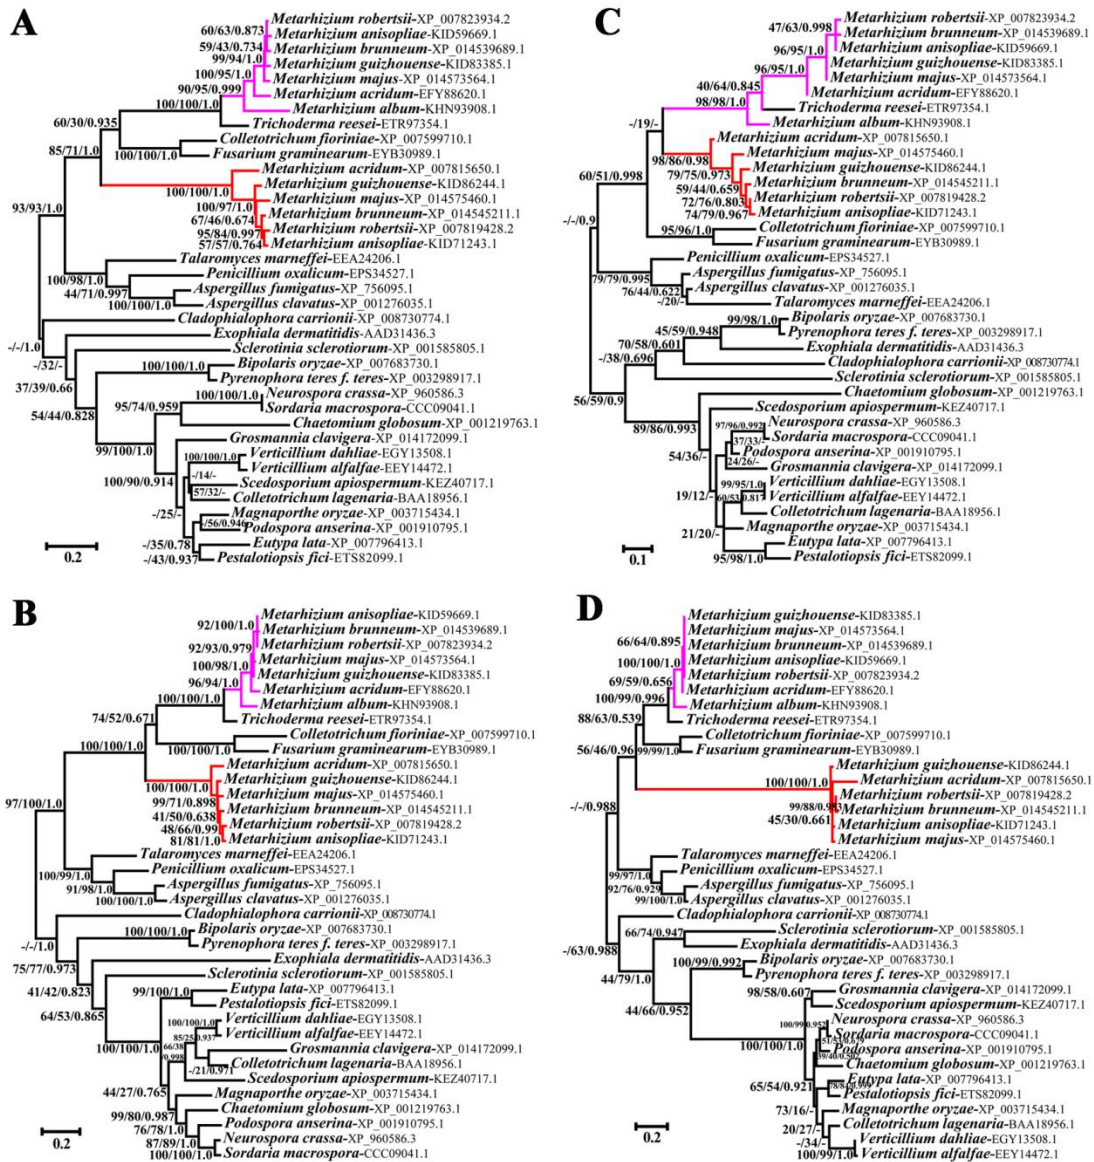 A
Metarhizium robertsii-XP_007823934.2
60/63/0.873
Metarhizium anisopliae-KID59669.1
59/43/0.734
Metarhizium brunneum-XP_014539689.1
99/94/1.0
Metarhizium guizhouense-KID83385.1
100/95/1.0
Metarhizium majus-XP_014573564.1
90/95/0.999
Metarhizium acridum-EFY88620.1
100/100/1.0
Metarhizium album-KHN93908.1
Trichoderma reesei-ETR97354.1
60/30/0.935
Colletotrichum fioriniae-XP_007599710.1
85/71/1.0
100/100/1.0
Fusarium graminearum-EYB30989.1
Metarhizium acridum-XP_007815650.1
100/100/1.0
Metarhizium guizhouense-KID86244.1
Metarhizium majus-XP_014575460.1
100/97/1.0
Metarhizium brunneum-XP_014545211.1
67/46/0.674
Metarhizium robertsii-XP_007819428.2
95/84/0.997
57/57/0.764
Metarhizium anisopliae-KID71243.1
93/93/1.0
Talaromyces marneffei-EEA24206.1
100/98/1.0
Penicillium oxalicum-EPS34527.1
44/71/0.997
Aspergillus fumigatus-XP_756095.1
100/100/1.0
Aspergillus clavatus-XP_001276035.1
Cladophialophora carrionii-XP_008730774.1
-/-/1.0
Exophiala dermatitidis-AAD31436.3
-/32/-
Sclerotinia sclerotiorum-XP_001585805.1
37/39/0.66
Bipolaris oryzae-XP_007683730.1
100/100/1.0
Pyrenophora teres f. teres-XP_003298917.1
54/44/0.828
Neurospora crassa-XP_960586.3
100/100/1.0
Sordaria macrospora-CCC09041.1
95/74/0.959
Chaetomium globosum-XP_001219763.1
99/100/1.0
Grosmannia clavigera-XP_014172099.1
Verticillium dahliae-EGY13508.1
100/100/1.0
Verticillium alfalfae-EEY14472.1
100/90/0.914
-/14/-
Scedosporium apiospermum-KEZ40717.1
57/32/-
Colletotrichum lagenaria-BAA18956.1
-/25/-
Magnaporthe oryzae-XP_003715434.1
-/56/0.946
Podospora anserina-XP_001910795.1
-/35/0.78
Eutypa lata-XP_007796413.1
-/43/0.937
Pestalotiopsis fici-ETS82099.1
0.2
C
Metarhizium robertsii-XP_007823934.2
47/63/0.998
Metarhizium brunneum-XP_014539689.1
Metarhizium anisopliae-KID59669.1
96/95/1.0
Metarhizium guizhouense-KID83385.1
96/95/1.0
Metarhizium majus-XP_014573564.1
40/64/0.845
Metarhizium acridum-EFY88620.1
98/98/1.0
Trichoderma reesei-ETR97354.1
Metarhizium album-KHN93908.1
-/19/-
Metarhizium acridum-XP_007815650.1
98/86/0.98
Metarhizium majus-XP_014575460.1
79/75/0.973
Metarhizium guizhouense-KID86244.1
60/51/0.998
59/44/0.659
Metarhizium brunneum-XP_014545211.1
72/76/0.803
Metarhizium robertsii-XP_007819428.2
74/79/0.967
Metarhizium anisopliae-KID71243.1
-/-/0.9
Colletotrichum fioriniae-XP_007599710.1
95/96/1.0
Fusarium graminearum-EYB30989.1
Penicillium oxalicum-EPS34527.1
79/79/0.995
Aspergillus fumigatus-XP_756095.1
76/44/0.622
Aspergillus clavatus-XP_001276035.1
-/20/-
Talaromyces marneffei-EEA24206.1
Bipolaris oryzae-XP_007683730.1
99/98/1.0
45/59/0.948
Pyrenophora teres f. teres-XP_003298917.1
70/58/0.601
Exophiala dermatitidis-AAD31436.3
-/38/0.696
Cladophialophora carrionii-XP_008730774.1
Sclerotinia sclerotiorum-XP_001585805.1
56/59/0.9
Chaetomium globosum-XP_001219763.1
89/86/0.993
Scedosporium apiospermum-KEZ40717.1
Neurospora crassa-XP_960586.3
97/96/0.992
Sordaria macrospora-CCC09041.1
37/33/-
54/36/-
Podospora anserina-XP_001910795.1
24/26/-
Grosmannia clavigera-XP_014172099.1
Verticillium dahliae-EGY13508.1
99/95/1.0
19/12/-
Verticillium alfalfae-EEY14472.1
60/53/0.817
Colletotrichum lagenaria-BAA18956.1
21/20/-
Magnaporthe oryzae-XP_003715434.1
Eutypa lata-XP_007796413.1
95/98/1.0
Pestalotiopsis fici-ETS82099.1
0.1
B
Metarhizium anisopliae-KID59669.1
92/100/1.0
Metarhizium brunneum-XP_014539689.1
Metarhizium robertsii-XP_007823934.2
92/93/0.979
Metarhizium majus-XP_014573564.1
100/98/1.0
Metarhizium guizhouense-KID83385.1
96/94/1.0
Metarhizium acridum-EFY88620.1
100/100/1.0
Metarhizium album-KHN93908.1
74/52/0.671
Trichoderma reesei-ETR97354.1
Colletotrichum fioriniae-XP_007599710.1
100/100/1.0
100/100/1.0
Fusarium graminearum-EYB30989.1
Metarhizium acridum-XP_007815650.1
100/100/1.0
Metarhizium guizhouense-KID86244.1
99/71/0.898
Metarhizium majus-XP_014575460.1
97/100/1.0
41/50/0.638
Metarhizium brunneum-XP_014545211.1
48/66/0.99
Metarhizium robertsii-XP_007819428.2
81/81/1.0
Metarhizium anisopliae-KID71243.1
Talaromyces marneffei-EEA24206.1
100/99/1.0
Penicillium oxalicum-EPS34527.1
91/98/1.0
Aspergillus fumigatus-XP_756095.1
100/100/1.0
Aspergillus clavatus-XP_001276035.1
Cladophialophora carrionii-XP_008730774.1
-/-/1.0
Bipolaris oryzae-XP_007683730.1
100/100/1.0
Pyrenophora teres f. teres-XP_003298917.1
75/77/0.973
Exophiala dermatitidis-AAD31436.3
41/42/0.823
Sclerotinia sclerotiorum-XP_001585805.1
Eutypa lata-XP_007796413.1
99/100/1.0
64/53/0.865
Pestalotiopsis fici-ETS82099.1
Verticillium dahliae-EGY13508.1
100/100/1.0
Verticillium alfalfae-EEY14472.1
85/25/0.937
100/100/1.0
Grosmannia clavigera-XP_014172099.1
-/21/0.971
Colletotrichum lagenaria-BAA18956.1
Scedosporium apiospermum-KEZ40717.1
44/27/0.765
Magnaporthe oryzae-XP_003715434.1
99/80/0.987
Chaetomium globosum-XP_001219763.1
76/78/1.0
Podospora anserina-XP_001910795.1
87/89/1.0
Neurospora crassa-XP_960586.3
100/100/1.0
Sordaria macrospora-CCC09041.1
0.2
D
Metarhizium guizhouense-KID83385.1
Metarhizium majus-XP_014573564.1
66/64/0.895
Metarhizium brunneum-XP_014539689.1
100/100/1.0
Metarhizium anisopliae-KID59669.1
Metarhizium robertsii-XP_007823934.2
69/59/0.656
Metarhizium acridum-EFY88620.1
100/99/0.996
Metarhizium album-KHN93908.1
88/63/0.539
Trichoderma reesei-ETR97354.1
Colletotrichum fioriniae-XP_007599710.1
56/46/0.96
99/99/1.0
Fusarium graminearum-EYB30989.1
Metarhizium guizhouense-KID86244.1
100/100/1.0
Metarhizium acridum-XP_007815650.1
Metarhizium robertsii-XP_007819428.2
-/-/0.988
Metarhizium brunneum-XP_014545211.1
45/30/0.661
Metarhizium anisopliae-KID71243.1
Metarhizium majus-XP_014575460.1
Talaromyces marneffei-EEA24206.1
99/97/1.0
Penicillium oxalicum-EPS34527.1
92/76/0.929
Aspergillus fumigatus-XP_756095.1
99/100/1.0
Aspergillus clavatus-XP_001276035.1
Cladophialophora carrionii-XP_008730774.1
66/74/0.947
Sclerotinia sclerotiorum-XP_001585805.1
-/63/0.988
Exophiala dermatitidis-AAD31436.3
Bipolaris oryzae-XP_007683730.1
100/99/0.992
44/79/1.0
Pyrenophora teres f. teres-XP_003298917.1
Grosmannia clavigera-XP_014172099.1
98/58/0.607
44/66/0.952
Scedosporium apiospermum-KEZ40717.1
Neurospora crassa-XP_960586.3
100/99/0.952
Sordaria macrospora-CCC09041.1
100/100/1.0
Podospora anserina-XP_001910795.1
Chaetomium globosum-XP_001219763.1
Eutypa lata-XP_007796413.1
65/54/0.921
Pestalotiopsis fici-ETS82099.1
73/16/-
Magnaporthe oryzae-XP_003715434.1
20/27/-
Colletotrichum lagenaria-BAA18956.1
-/34/-
Verticillium dahliae-EGY13508.1
100/99/1.0
Verticillium alfalfae-EEY14472.1
0.2